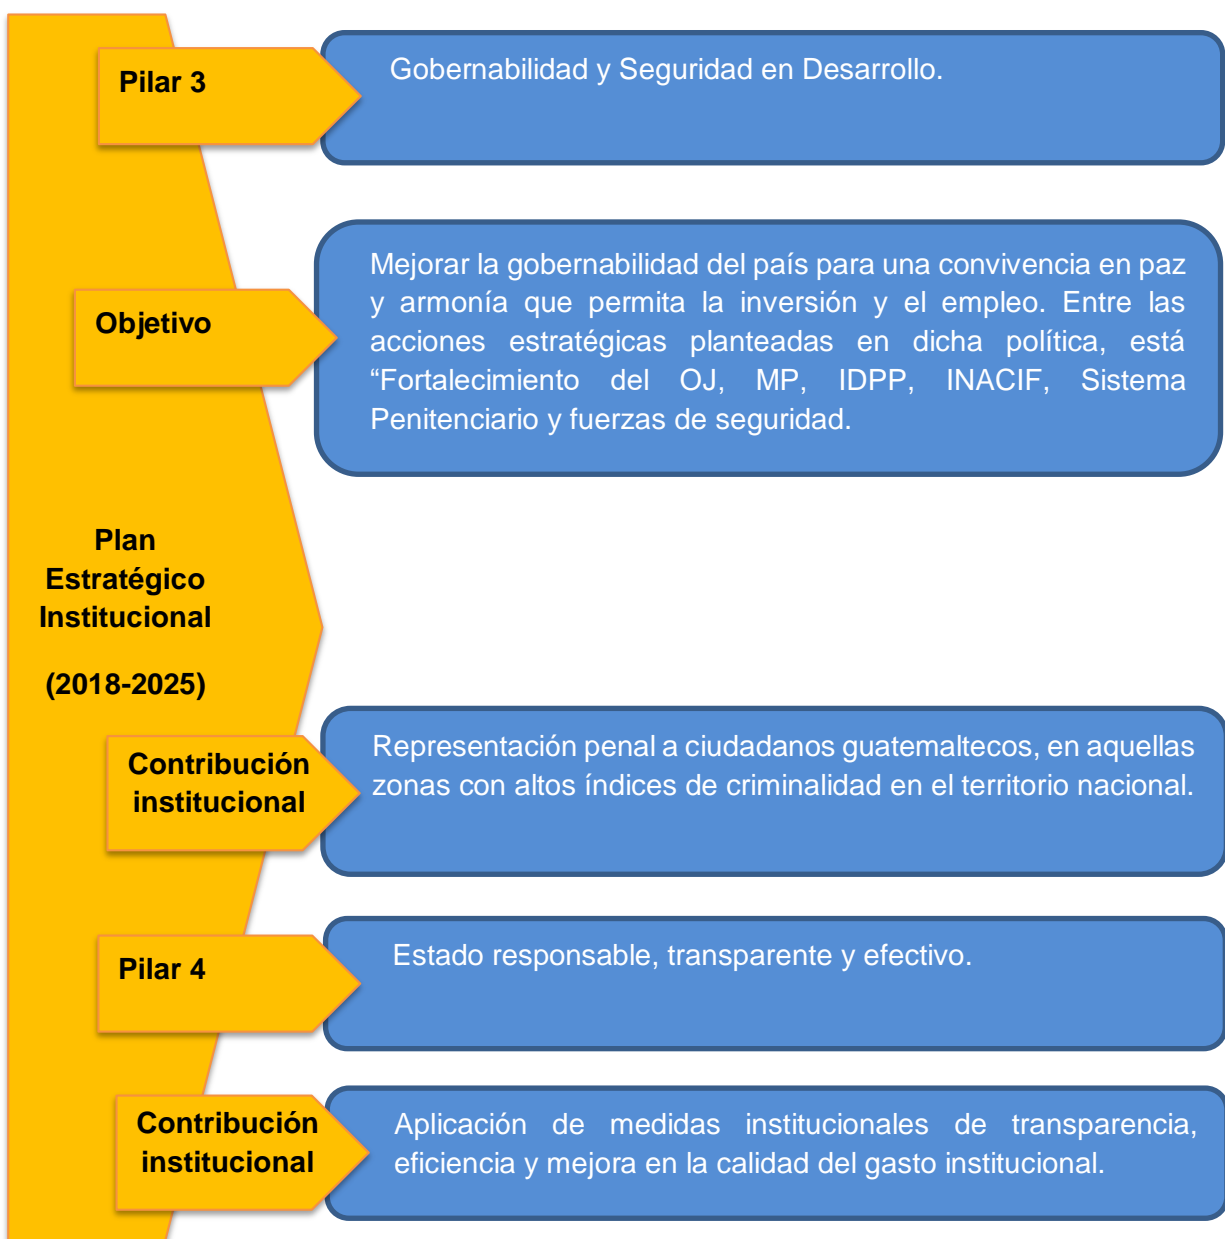 Pilar 3
Gobernabilidad y Seguridad en Desarrollo.
Objetivo
Mejorar la gobernabilidad del país para una convivencia en paz
y armonía que permita la inversión y el empleo. Entre las
acciones estratégicas planteadas en dicha política, está
“Fortalecimiento del OJ, MP, IDPP, INACIF, Sistema
Penitenciario y fuerzas de seguridad.
Plan
Estratégico
Institucional
(2018-2025)
Contribución
institucional
Representación penal a ciudadanos guatemaltecos, en aquellas
zonas con altos índices de criminalidad en el territorio nacional.
Pilar 4
Estado responsable, transparente y efectivo.
Contribución
institucional
Aplicación de medidas institucionales de transparencia,
eficiencia y mejora en la calidad del gasto institucional.